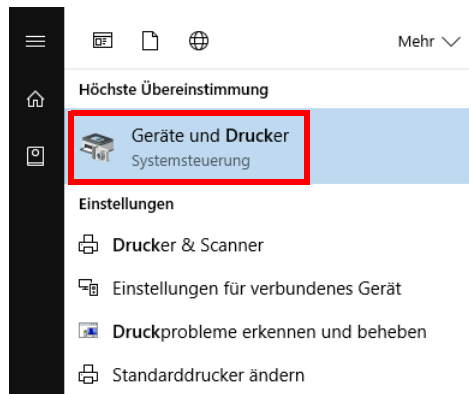 Mehr
Höchste Übereinstimmung
Geräte und Drucker
Systemsteuerung
Einstellungen
Drucker & Scanner
Einstellungen für verbundenes Gerät
Druckprobleme erkennen und beheben
Standarddrucker ändern